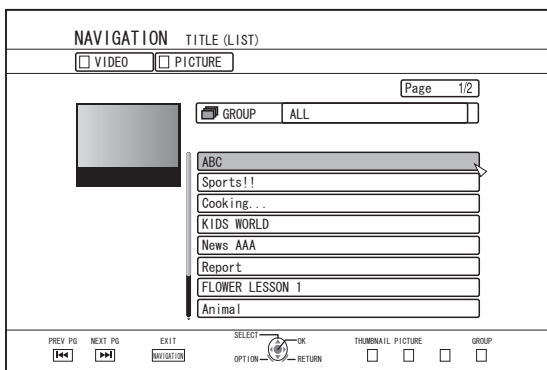 NAVIGATION TITLE (LIST)
VIDEO PICTURE
Page 1/2
GROUP ALL
ABC
Sports!!
Cooking...
KIDS WORLD
News AAA
Report
FLOWER LESSON 1
Animal
PREV PG NEXT PG EXIT SELECT OK THUMBNAIL PICTURE GROUP
NAVIGATION OPTION RETURN